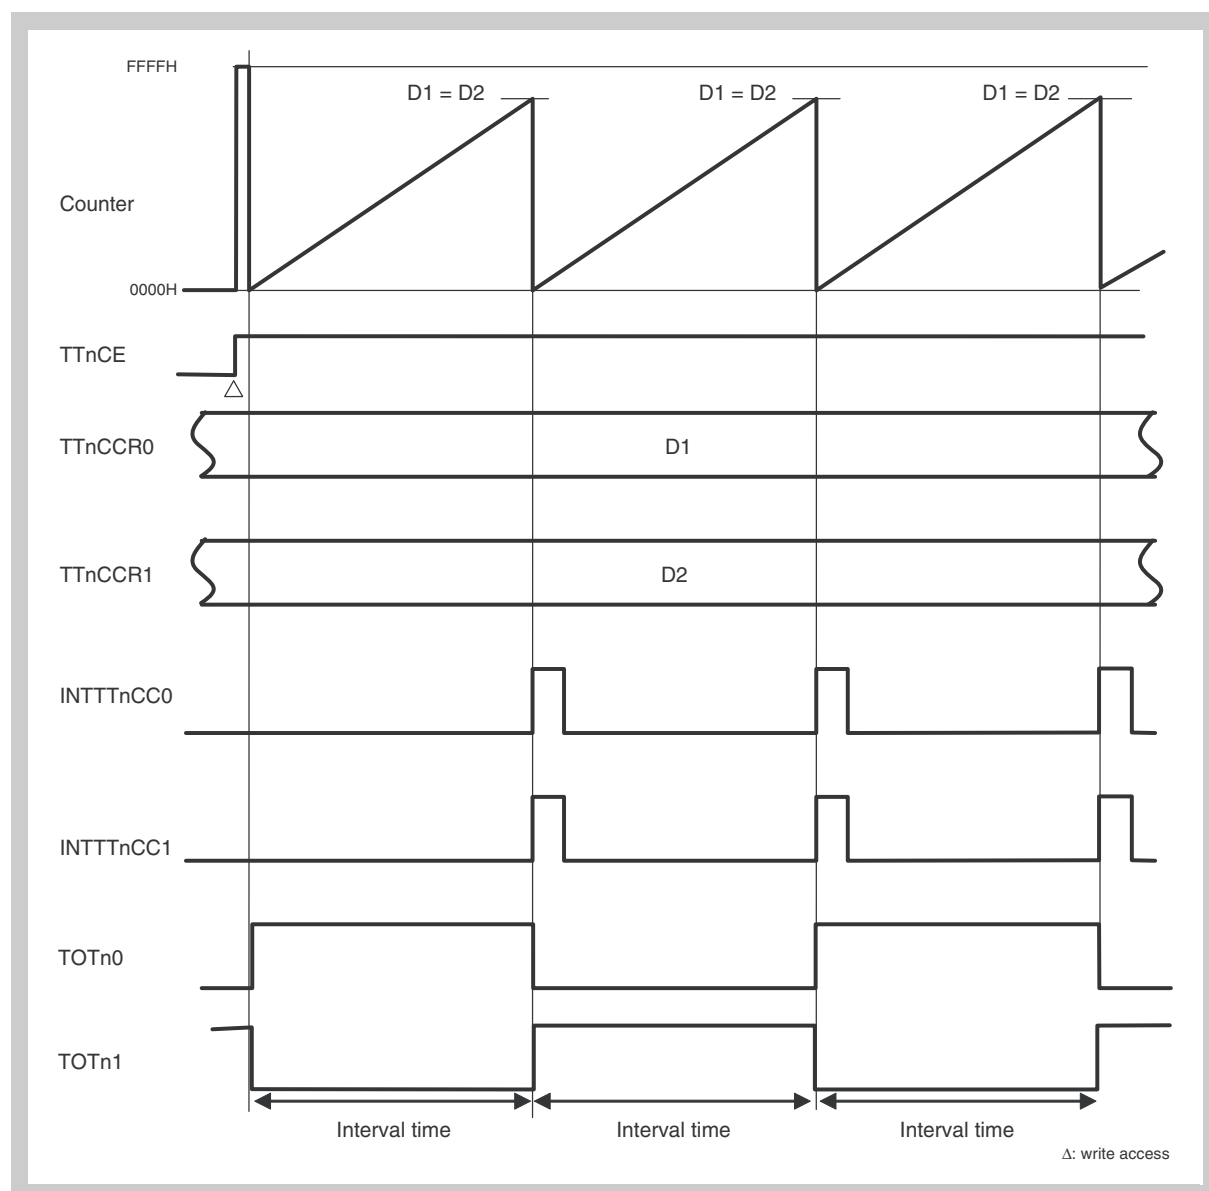 FFFFH
D1 = D2 D1 = D2 D1 = D2
Counter
0000H
TTnCE
△
TTnCCR0 D1
TTnCCR1 D2
INTTTnCC0
INTTTnCC1
TOTn0
TOTn1
Interval time Interval time Interval time
Δ: write access